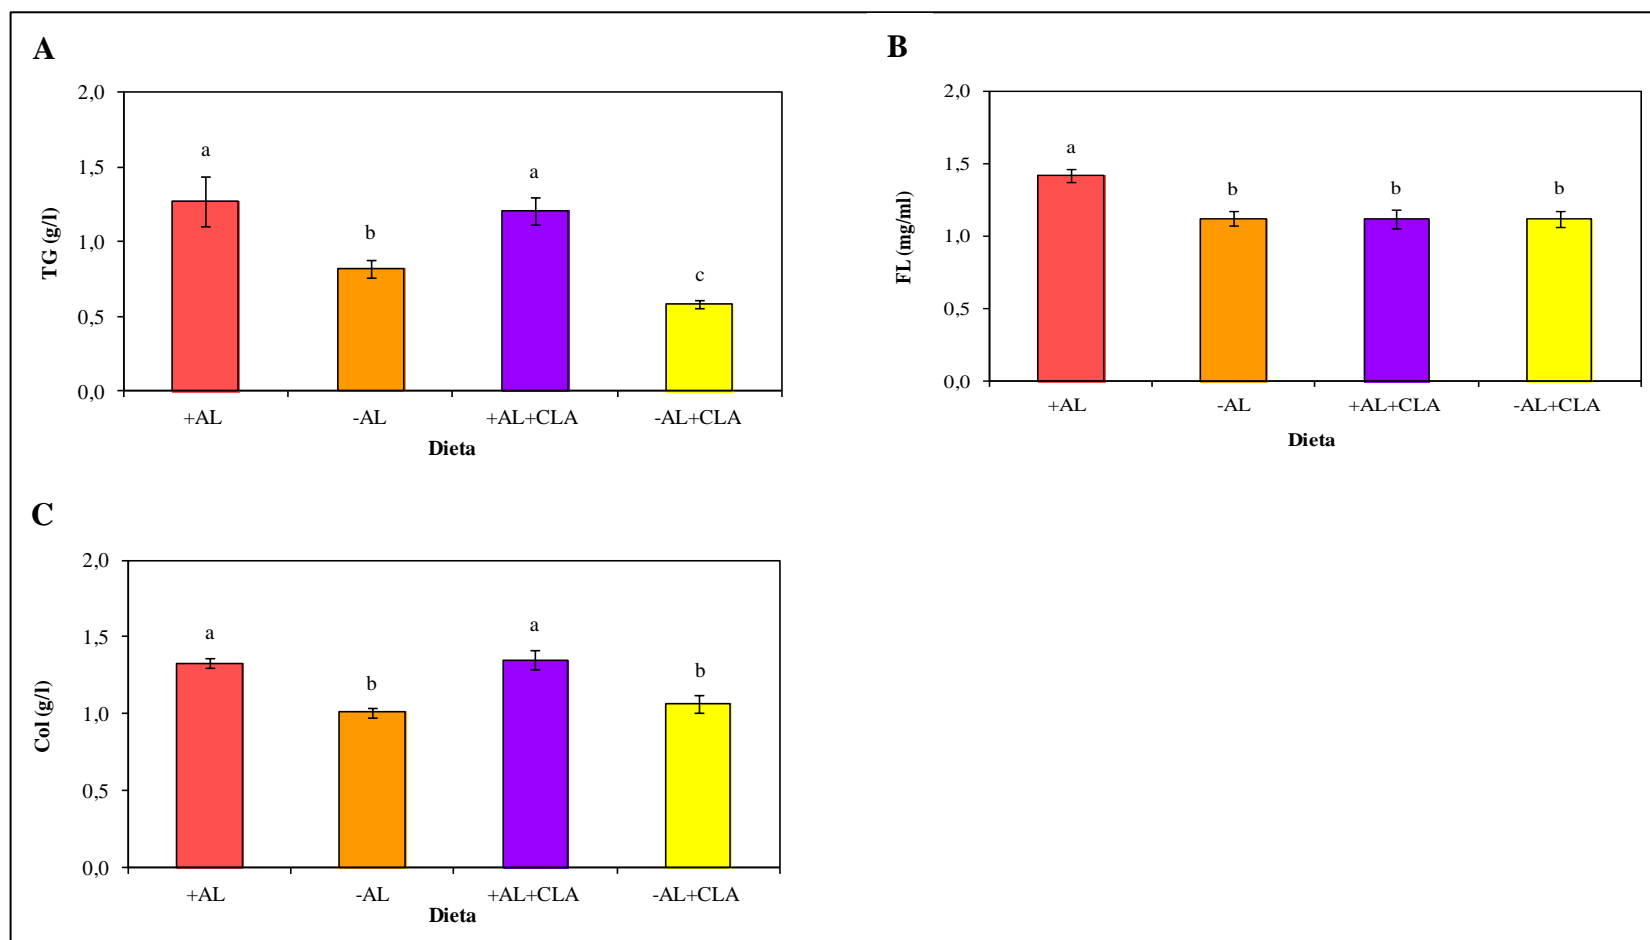 A
TG (g/l)
2,0
1,5
1,0
0,5
0,0
a
b
a
c
+AL
-AL
+AL+CLA
-AL+CLA
Dieta
B
FL (mg/ml)
2,0
1,5
1,0
0,5
0,0
a
b
b
b
+AL
-AL
+AL+CLA
-AL+CLA
Dieta
C
Col (g/l)
2,0
1,5
1,0
0,5
0,0
a
b
a
b
+AL
-AL
+AL+CLA
-AL+CLA
Dieta